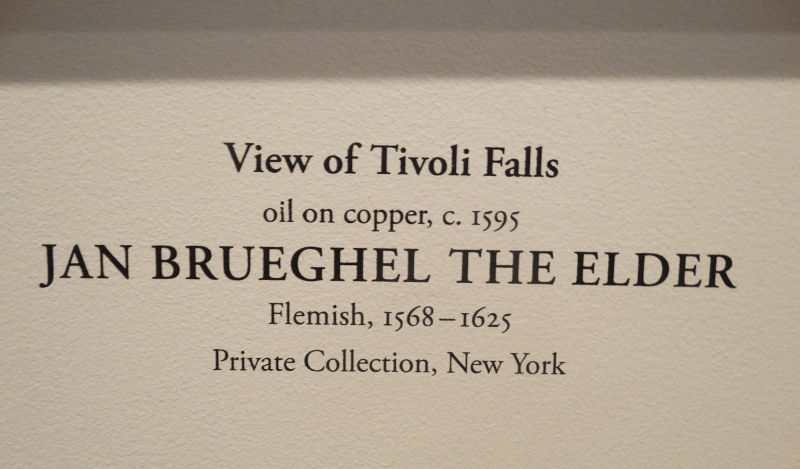 View of Tivoli Falls
oil on copper, c. 1595
JAN BRUEGHEL THE ELDER
Flemish, 1568–1625
Private Collection, New York